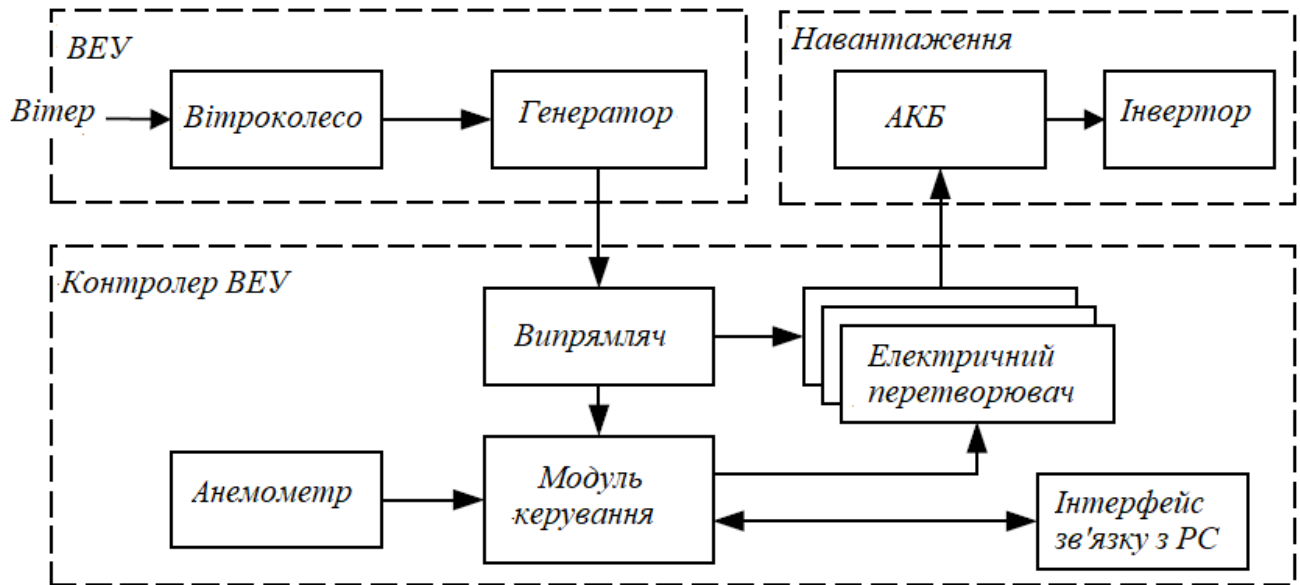 ВЕУ
Навантаження
Вітер
Вітроколесо
Генератор
АКБ
Інвертор
Контролер ВЕУ
Випрямляч
Електричний
перетворювач
Анемометр
Модуль
керування
Інтерфейс
зв'язку з PC